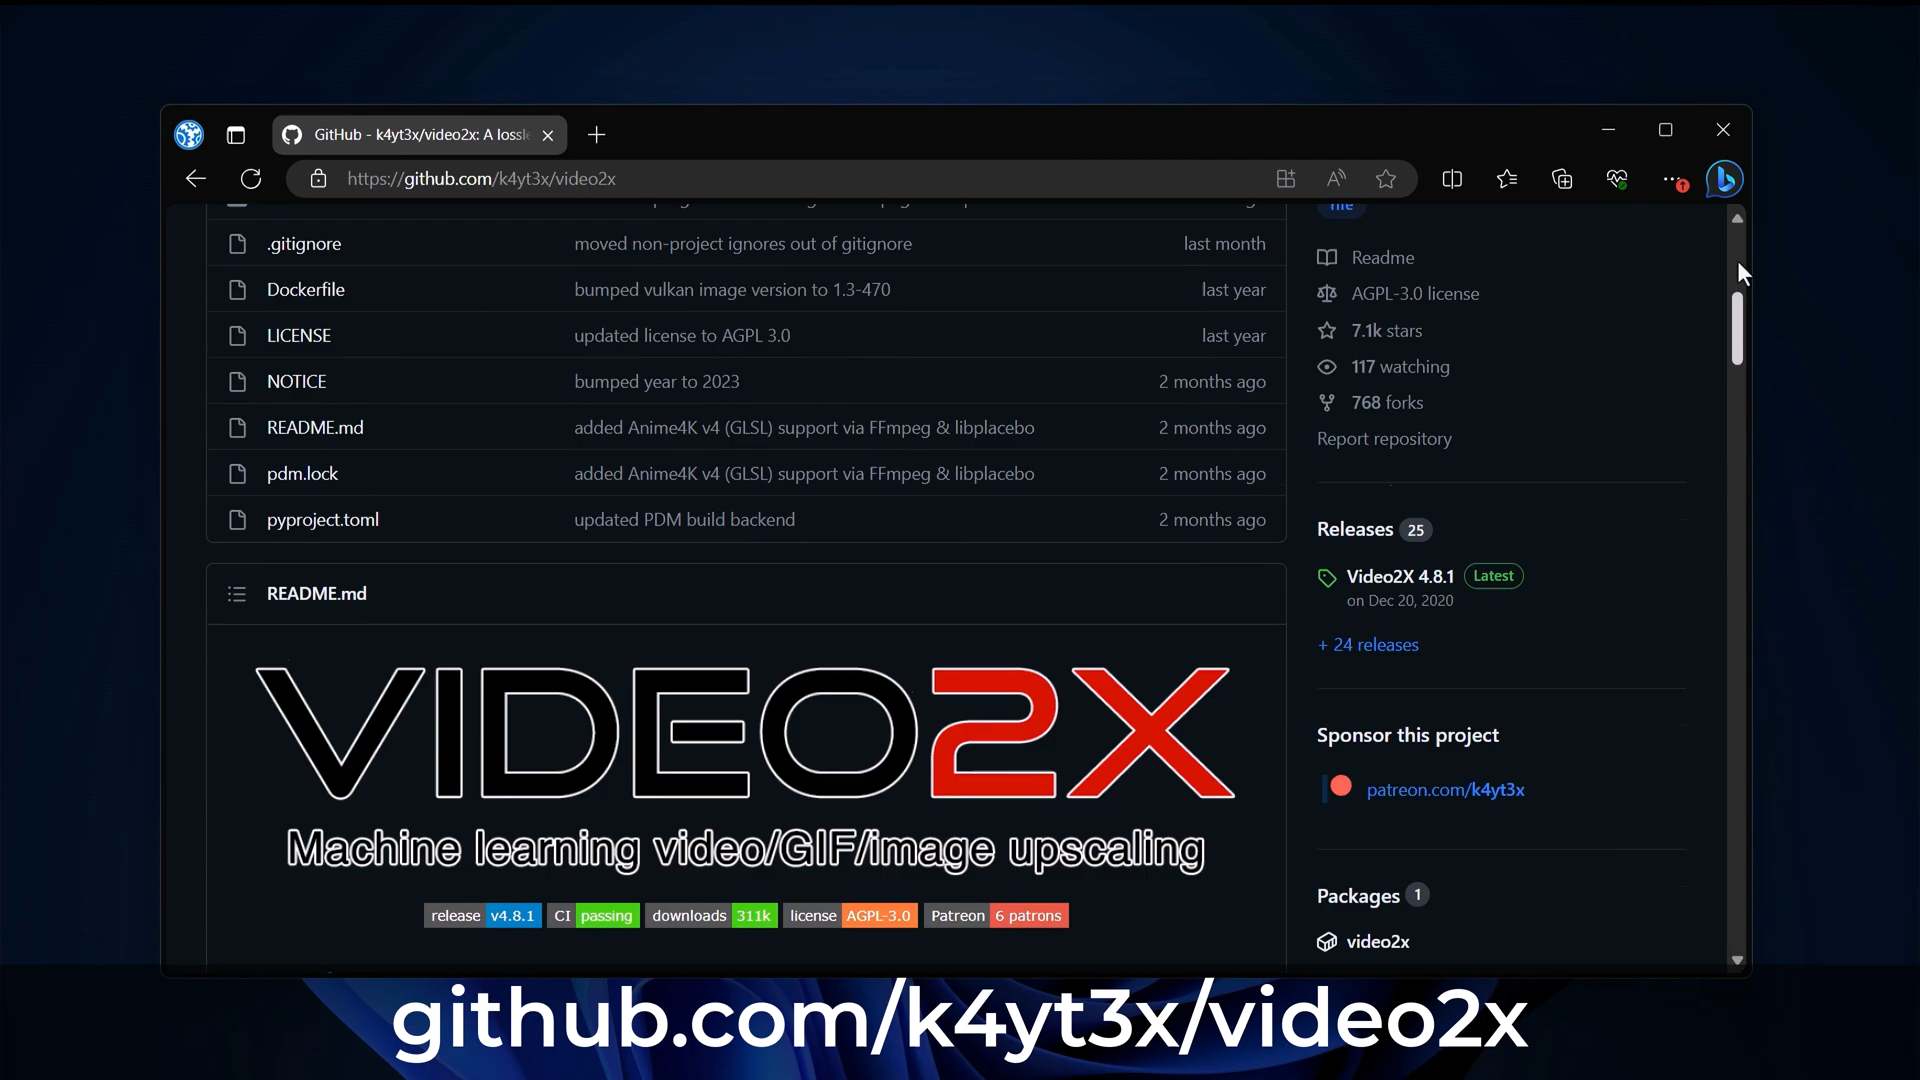 GitHub - k4yt3x/video2x: A lossle
https://github.com/k4yt3x/video2x
.gitignore moved non-project ignores out of gitignore last month
Dockerfile bumped vulkan image version to 1.3-470 last year
LICENSE updated license to AGPL 3.0 last year
NOTICE bumped year to 2023 2 months ago
README.md added Anime4K v4 (GLSL) support via FFmpeg & libplacebo 2 months ago
pdm.lock added Anime4K v4 (GLSL) support via FFmpeg & libplacebo 2 months ago
pyproject.toml updated PDM build backend 2 months ago
README.md
VIDEO2X
Machine learning video/GIF/image upscaling
release v4.8.1 CI passing downloads 311k license AGPL-3.0 Patreon 6 patrons
Readme
AGPL-3.0 license
7.1k stars
117 watching
768 forks
Report repository
Releases 25
Video2X 4.8.1 Latest
on Dec 20, 2020
+ 24 releases
Sponsor this project
patreon.com/k4yt3x
Packages 1
video2x
github.com/k4yt3x/video2x